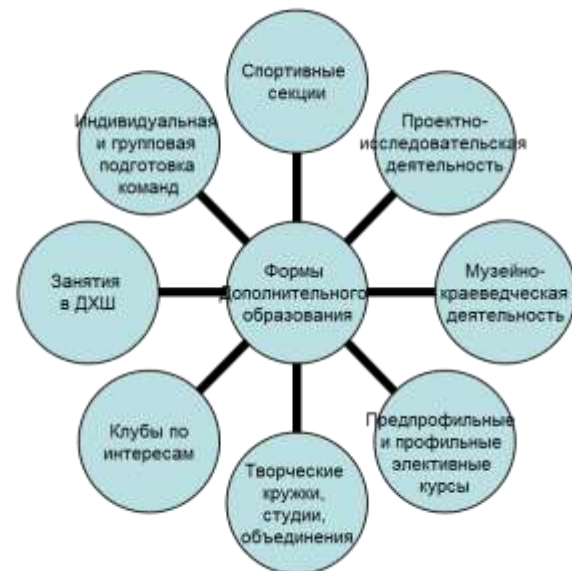 Спортивные
секции
Проектно-
исследовательская
деятельность
Музейно-
краеведческая
деятельность
Предпрофильные
и профильные
элективные
курсы
Творческие
кружки,
студии,
объединения
Клубы по
интересам
Занятия
в ДХШ
Индивидуальная
и групповая
подготовка
команд
Формы
Дополнительного
образования